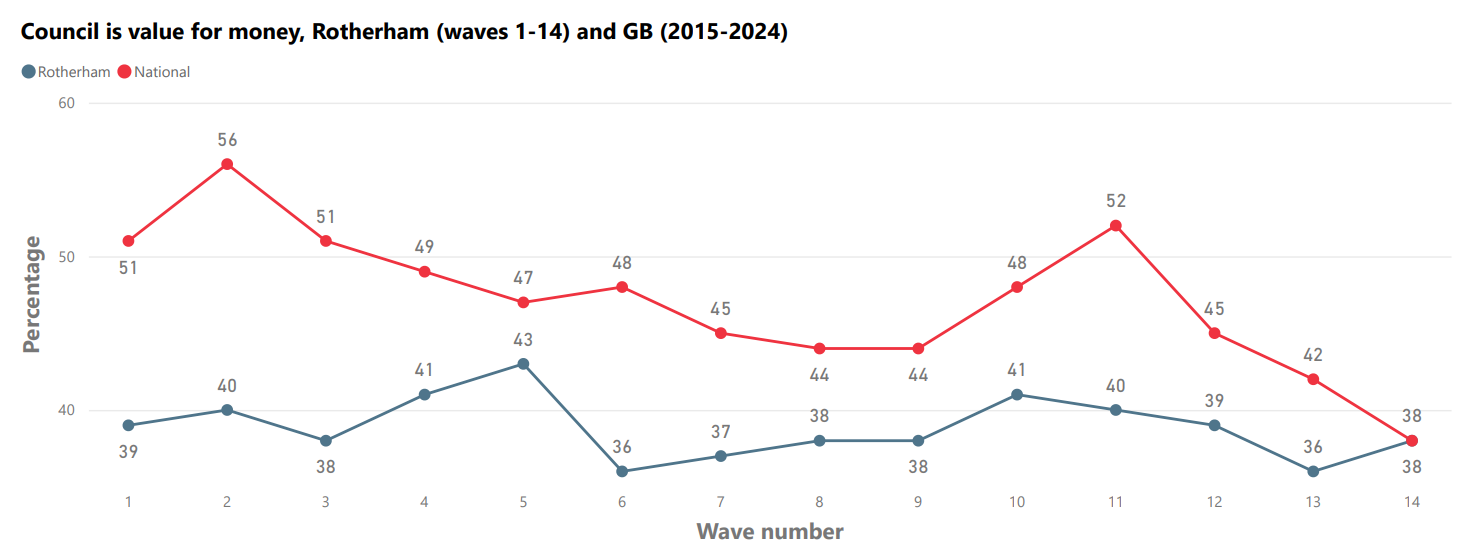 Council is value for money, Rotherham (waves 1-14) and GB (2015-2024)
Rotherham National
60
50
40
Percentage
51 56 51 49 47 48 45 44 44 48 52 45 42 38
39 40 38 41 43 36 37 38 38 41 40 39 36 38
1 2 3 4 5 6 7 8 9 10 11 12 13 14
Wave number